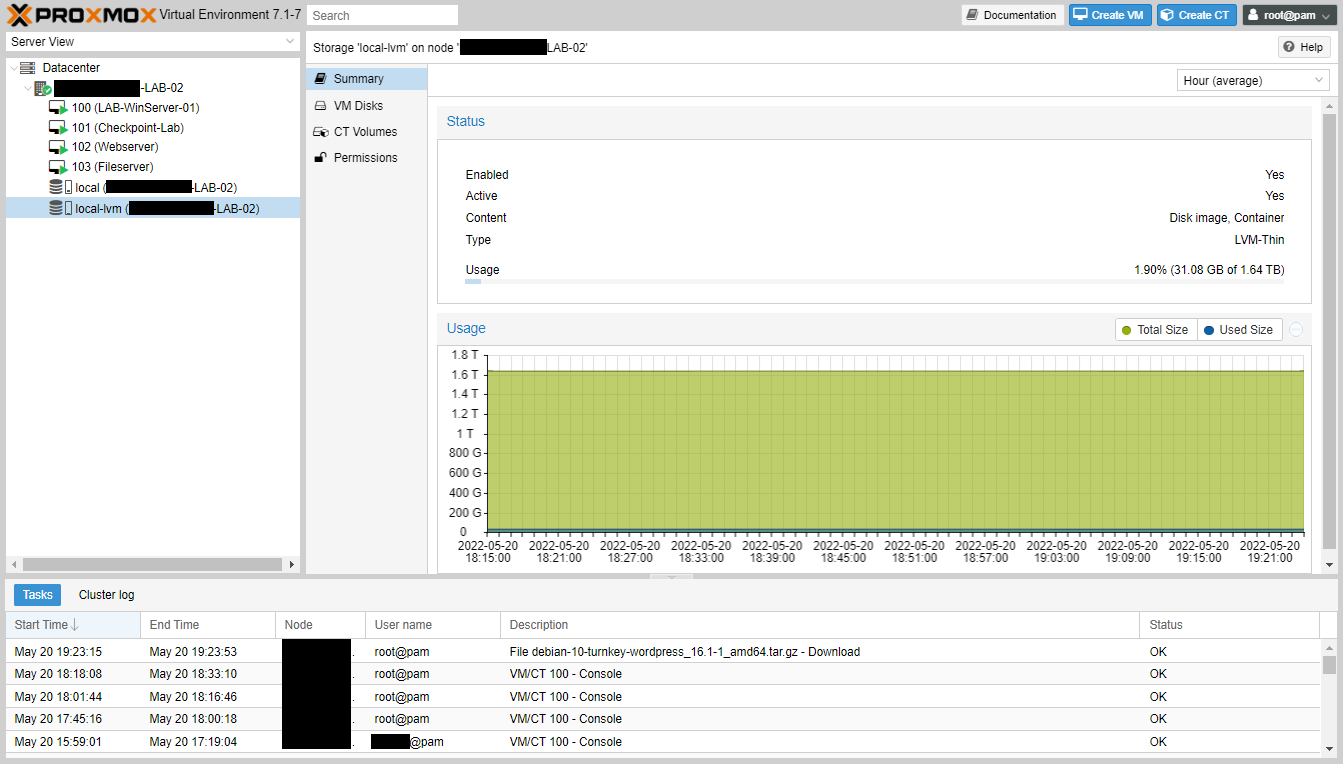 PROXMOX Virtual Environment 7.1-7 Search Documentation Create VM Create CT root@pam
Server View
Datacenter
-LAB-02
100 (LAB-WinServer-01)
101 (Checkpoint-Lab)
102 (Webserver)
103 (Fileserver)
local ( -LAB-02)
local-lvm ( -LAB-02)
Storage 'local-lvm' on node ' LAB-02' Help
Summary
VM Disks
CT Volumes
Permissions
Hour (average)
Status
Enabled Yes
Active Yes
Content Disk image, Container
Type LVM-Thin
Usage 1.90% (31.08 GB of 1.64 TB)
Usage Total Size Used Size
1.8 T
1.6 T
1.4 T
1.2 T
1 T
800 G
600 G
400 G
200 G
0
2022-05-20 2022-05-20 2022-05-20 2022-05-20 2022-05-20 2022-05-20 2022-05-20 2022-05-20 2022-05-20 2022-05-20 2022-05-20 2022-05-20
18:15:00 18:21:00 18:27:00 18:33:00 18:39:00 18:45:00 18:51:00 18:57:00 19:03:00 19:09:00 19:15:00 19:21:00
Tasks Cluster log
Start Time End Time Node User name Description Status
May 20 19:23:15 May 20 19:23:53 . root@pam File debian-10-turnkey-wordpress_16.1-1_amd64.tar.gz - Download OK
May 20 18:18:08 May 20 18:33:10 . root@pam VM/CT 100 - Console OK
May 20 18:01:44 May 20 18:16:46 . root@pam VM/CT 100 - Console OK
May 20 17:45:16 May 20 18:00:18 . root@pam VM/CT 100 - Console OK
May 20 15:59:01 May 20 17:19:04 . @pam VM/CT 100 - Console OK